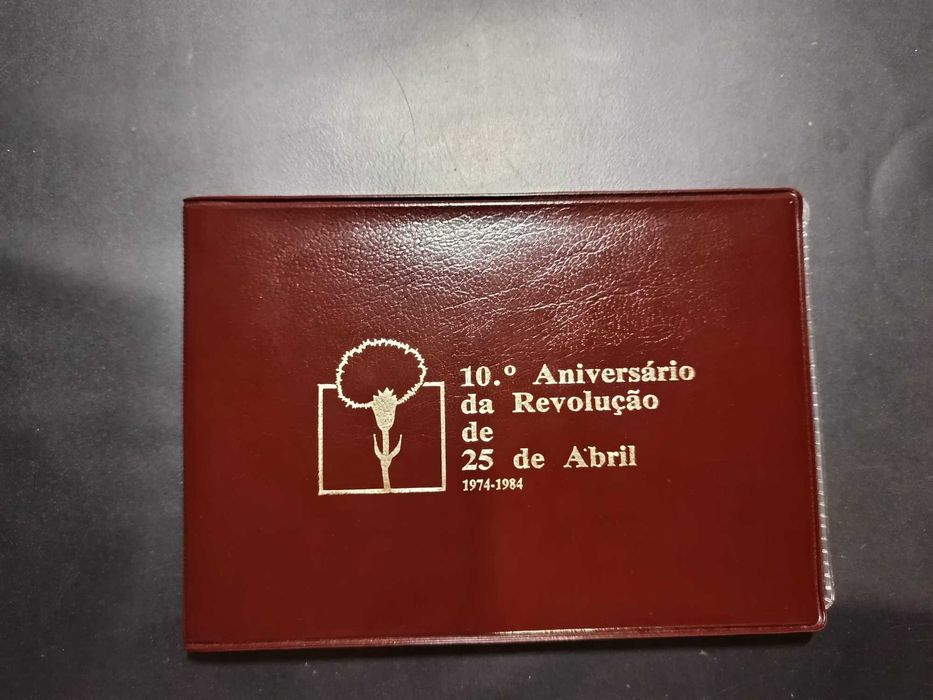 10.º Aniversário
da Revolução
de
25 de Abril
1974-1984